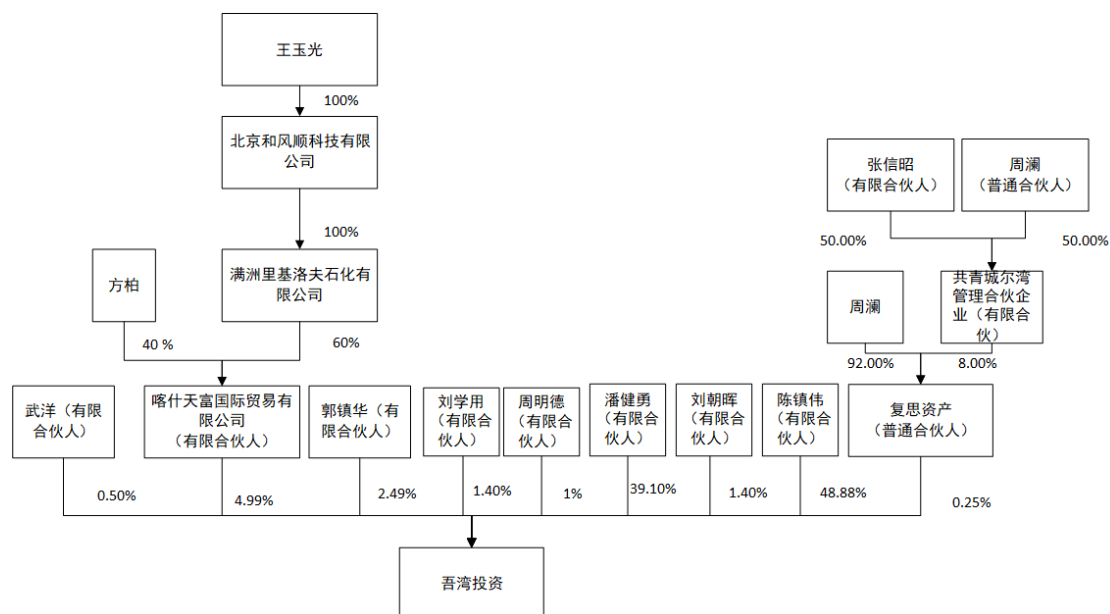 王玉光
100%
北京和风顺科技有限
公司
100%
张信昭
（有限合伙人）
周澜
（普通合伙人）
50.00%
50.00%
方柏
满洲里基洛夫石化有
限公司
周澜
共青城尔湾
管理合伙企
业（有限合
伙）
40 %
60%
92.00%
8.00%
武洋（有限
合伙人）
喀什天富国际贸易有
限公司
（有限合伙人）
郭镇华（有
限合伙人）
刘学用
（有限合
伙人）
周明德
（有限合
伙人）
潘健勇
（有限合
伙人）
刘朝晖
（有限合
伙人）
陈镇伟
（有限合
伙人）
复思资产
（普通合伙人）
0.50%
4.99%
2.49%
1.40%
1%
39.10%
1.40%
48.88%
0.25%
吾湾投资